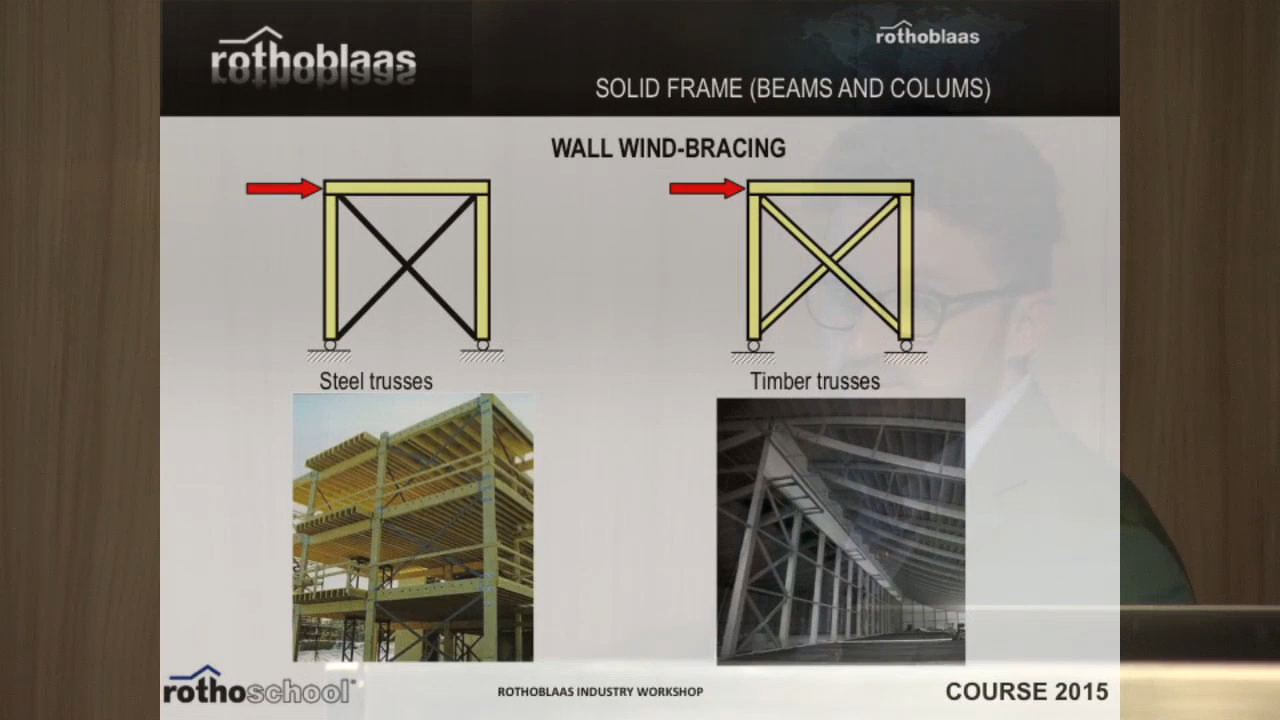 rothoblaas
rothoblaas
SOLID FRAME (BEAMS AND COLUMS)
WALL WIND-BRACING
Steel trusses
Timber trusses
rothoschool
ROTHOBLAAS INDUSTRY WORKSHOP
COURSE 2015